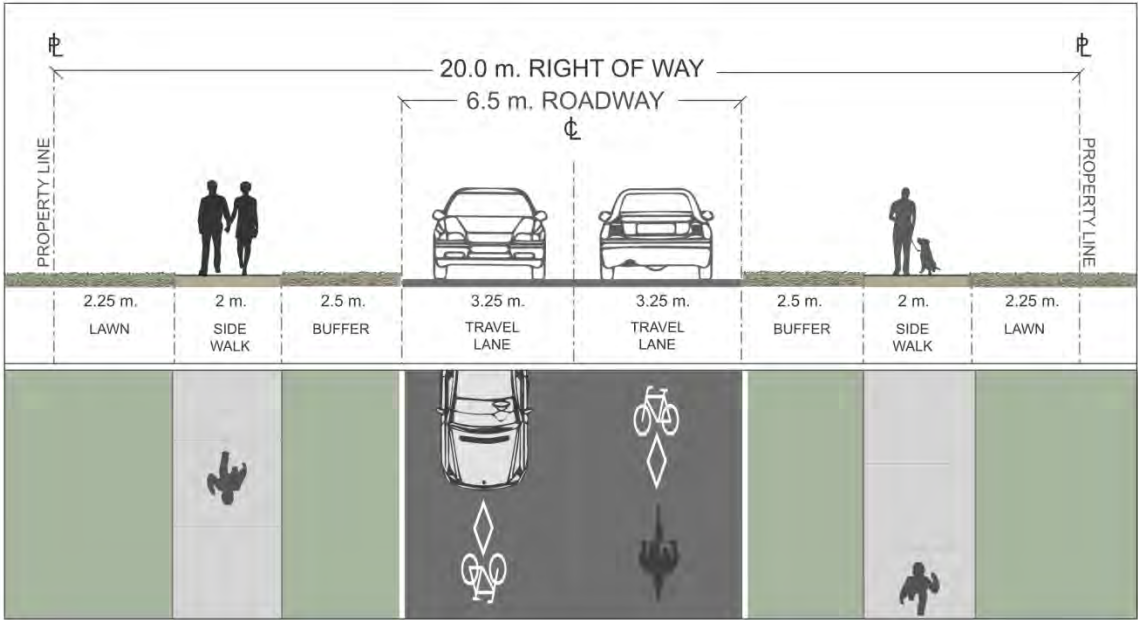 ℄
20.0 m. RIGHT OF WAY
6.5 m. ROADWAY
PROPERTY LINE
PROPERTY LINE
2.25 m.
2 m.
2.5 m.
3.25 m.
3.25 m.
2.5 m.
2 m.
2.25 m.
LAWN
SIDE
WALK
BUFFER
TRAVEL
LANE
TRAVEL
LANE
BUFFER
SIDE
WALK
LAWN